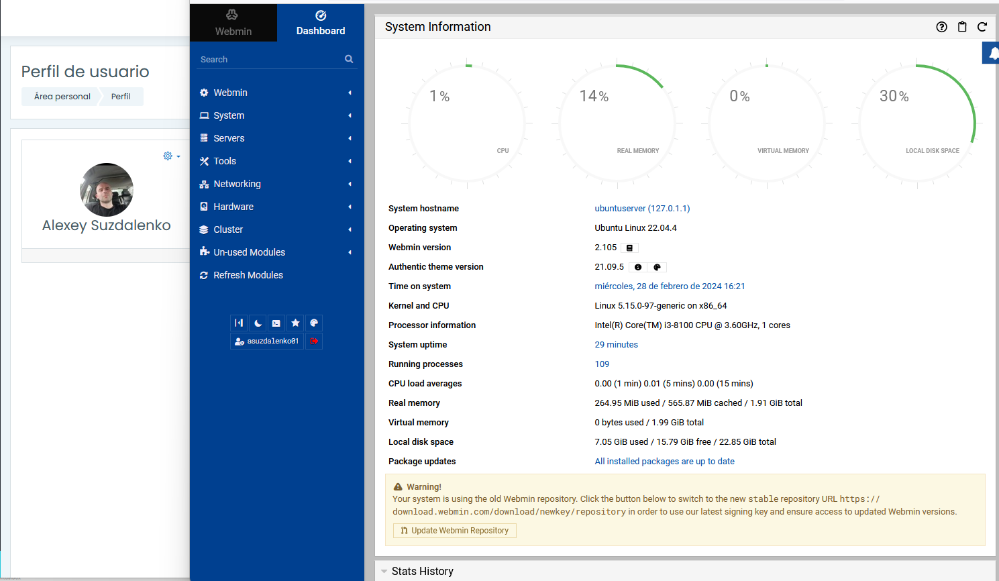 Perfil de usuario
Área personal
Perfil
Alexey Suzdalenko
Webmin
Dashboard
Search
Webmin
System
Servers
Tools
Networking
Hardware
Cluster
Un-used Modules
Refresh Modules
asuzdalenko01
System Information
1%
CPU
14%
REAL MEMORY
0%
VIRTUAL MEMORY
30%
LOCAL DISK SPACE
System hostname ubuntuserver (127.0.1.1)
Operating system Ubuntu Linux 22.04.4
Webmin version 2.105
Authentic theme version 21.09.5
Time on system miércoles, 28 de febrero de 2024 16:21
Kernel and CPU Linux 5.15.0-97-generic on x86_64
Processor information Intel(R) Core(TM) i3-8100 CPU @ 3.60GHz, 1 cores
System uptime 29 minutes
Running processes 109
CPU load averages 0.00 (1 min) 0.01 (5 mins) 0.00 (15 mins)
Real memory 264.95 MiB used / 565.87 MiB cached / 1.91 GiB total
Virtual memory 0 bytes used / 1.99 GiB total
Local disk space 7.05 GiB used / 15.79 GiB free / 22.85 GiB total
Package updates All installed packages are up to date
Warning!
Your system is using the old Webmin repository. Click the button below to switch to the new stable repository URL https://
download.webmin.com/download/newkey/repository in order to use our latest signing key and ensure access to updated Webmin versions.
Update Webmin Repository
Stats History